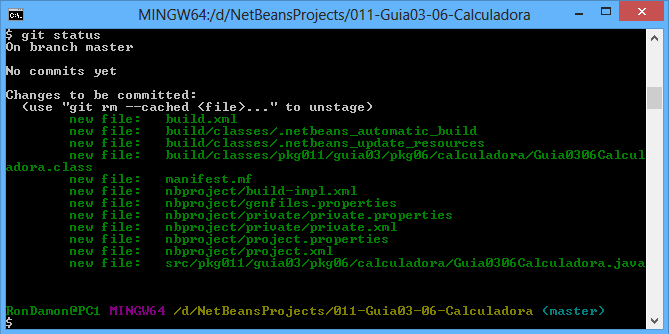 MINGW64:/d/NetBeansProjects/011-Guia03-06-Calculadora
$ git status
On branch master
No commits yet
Changes to be committed:
(use "git rm --cached <file>..." to unstage)
new file: build.xml
new file: build/classes/.netbeans_automatic_build
new file: build/classes/.netbeans_update_resources
new file: build/classes/pkg011/guia03/pkg06/calculadora/Guia0306Calcul
adora.class
new file: manifest.mf
new file: nbproject/build-impl.xml
new file: nbproject/genfiles.properties
new file: nbproject/private/private.properties
new file: nbproject/private/private.xml
new file: nbproject/project.properties
new file: nbproject/project.xml
new file: src/pkg011/guia03/pkg06/calculadora/Guia0306Calculadora.java
RonDamon@PC1 MINGW64 /d/NetBeansProjects/011-Guia03-06-Calculadora (master)
$